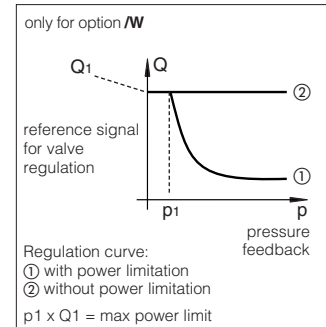 only for option /W
Q1
Q
②
reference signal
for valve
regulation
①
p1
p
pressure
feedback
Regulation curve:
① with power limitation
② without power limitation
p1 x Q1 = max power limit